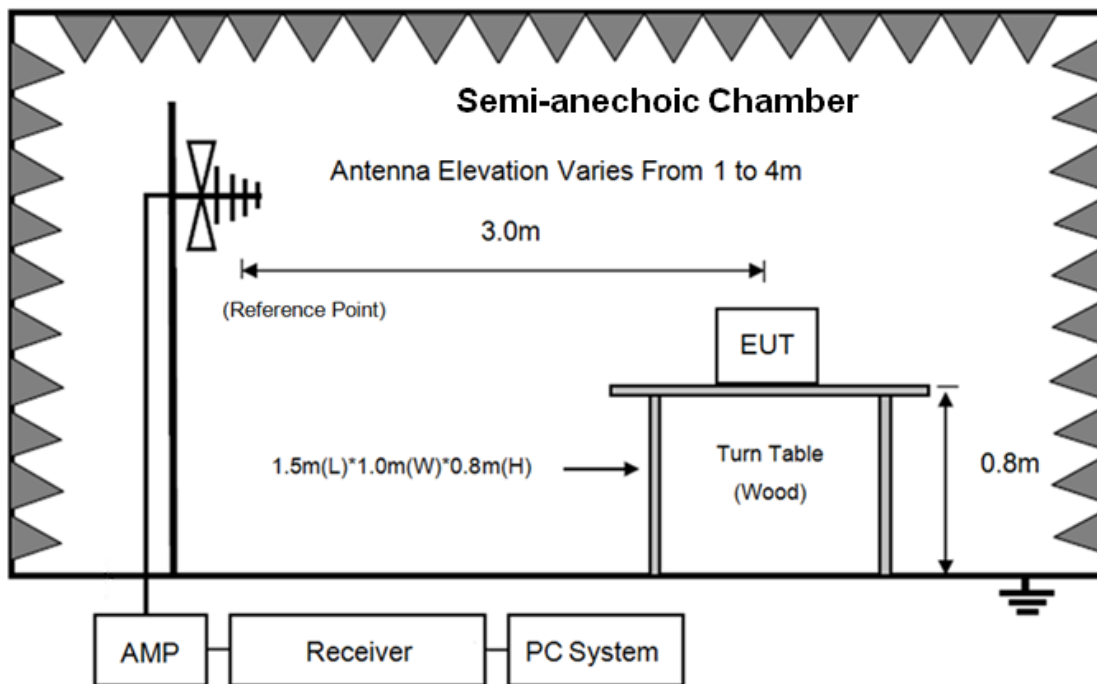 Semi-anechoic Chamber
Antenna Elevation Varies From 1 to 4m
3.0m
(Reference Point)
EUT
1.5m(L)*1.0m(W)*0.8m(H)
Turn Table
(Wood)
0.8m
AMP
Receiver
PC System